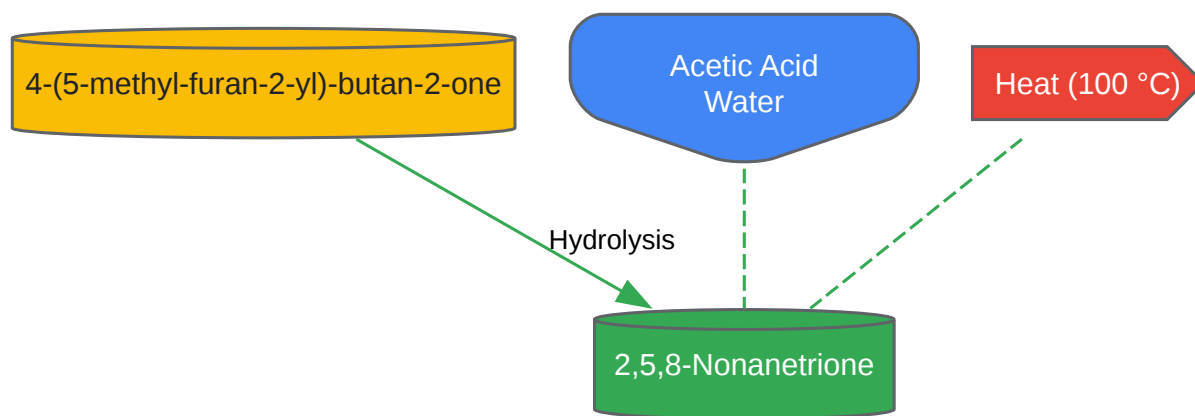 4-(5-methyl-furan-2-yl)-butan-2-one
Acetic Acid
Water
Heat (100 °C)
Hydrolysis
2,5,8-Nonanetrione